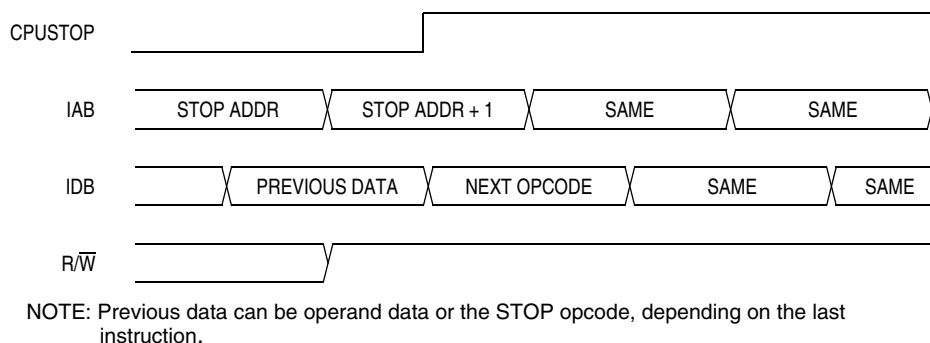 CPUSTOP
IAB STOP ADDR STOP ADDR + 1 SAME SAME
IDB PREVIOUS DATA NEXT OPCODE SAME SAME
R/W̅
NOTE: Previous data can be operand data or the STOP opcode, depending on the last
instruction.